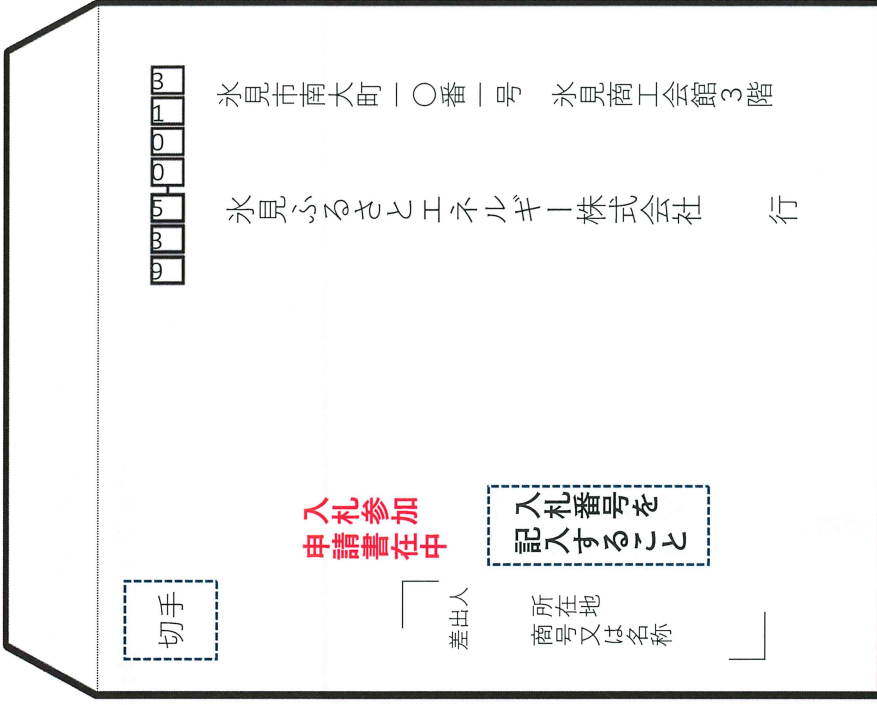 935-0013
氷見市南大町一〇番一号　氷見商工会館3階
氷見ふるさとエネルギー株式会社　行
入札参加
申請書在中
入札番号を
記入すること
切手
差出人
所在地
商号又は名称